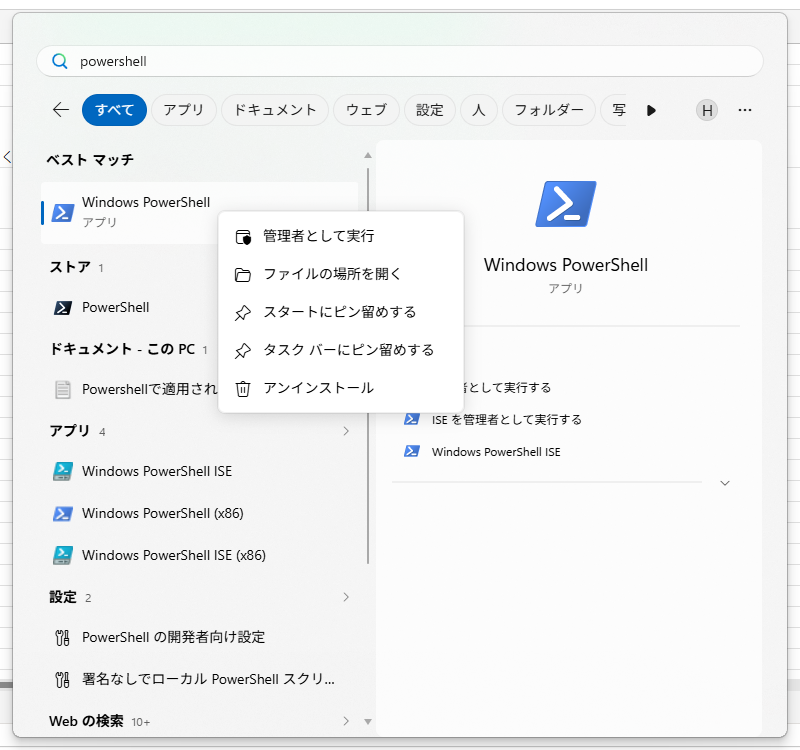 powershell
すべて
アプリ
ドキュメント
ウェブ
設定
人
フォルダー
写
H
ベスト マッチ
Windows PowerShell
アプリ
ストア 1
PowerShell
ドキュメント - この PC 1
Powershellで適用され
アプリ 4
Windows PowerShell ISE
Windows PowerShell (x86)
Windows PowerShell ISE (x86)
設定 2
PowerShell の開発者向け設定
署名なしでローカル PowerShell スクリ...
Web の検索 10+
管理者として実行
ファイルの場所を開く
スタートにピン留めする
タスク バーにピン留めする
アンインストール
Windows PowerShell
アプリ
者として実行する
ISE を管理者として実行する
Windows PowerShell ISE